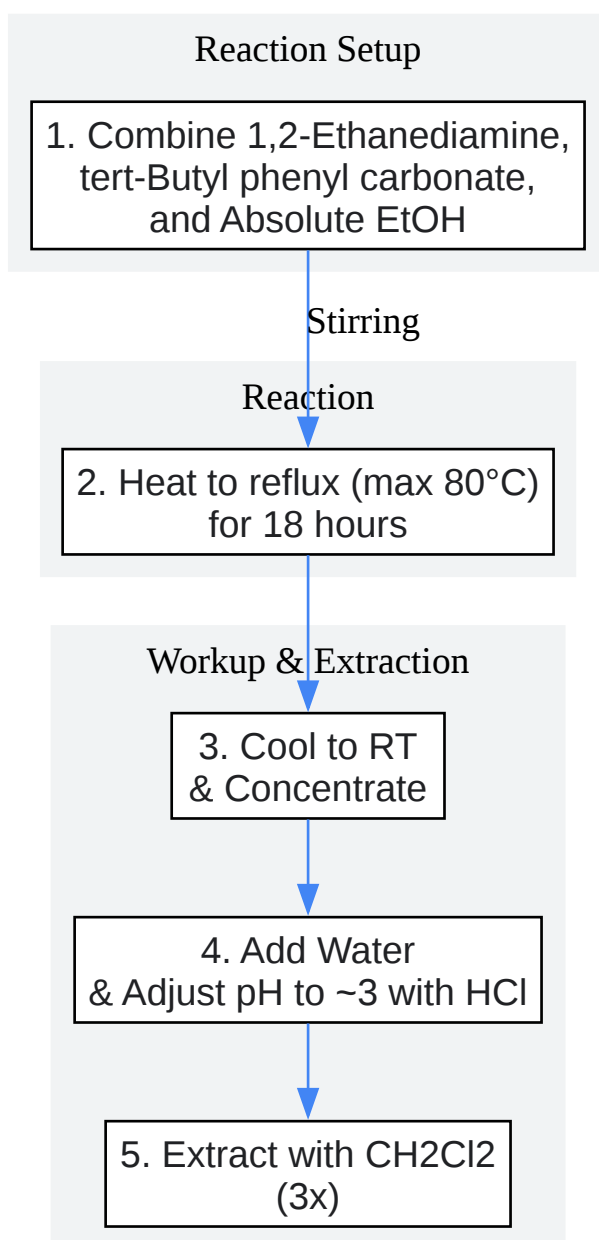 Reaction Setup
1. Combine 1,2-Ethanediamine,
tert-Butyl phenyl carbonate,
and Absolute EtOH
Stirring
Reaction
2. Heat to reflux (max 80°C)
for 18 hours
Workup & Extraction
3. Cool to RT
& Concentrate
4. Add Water
& Adjust pH to ~3 with HCl
5. Extract with CH2Cl2
(3x)